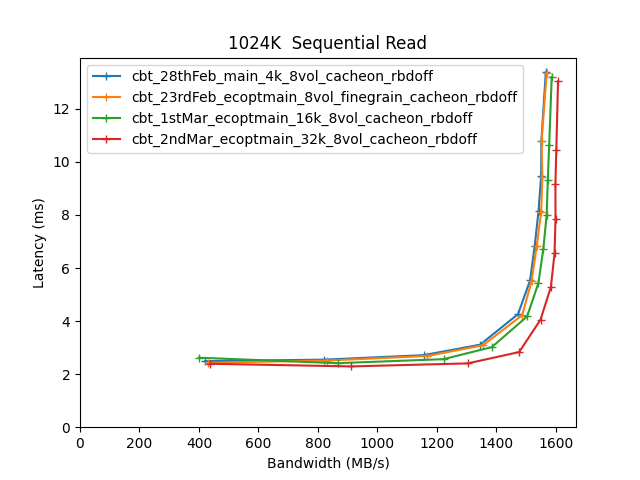 1024K  Sequential Read
cbt_28thFeb_main_4k_8vol_cacheon_rbdoff
cbt_23rdFeb_ecoptmain_8vol_finegrain_cacheon_rbdoff
cbt_1stMar_ecoptmain_16k_8vol_cacheon_rbdoff
cbt_2ndMar_ecoptmain_32k_8vol_cacheon_rbdoff
Latency (ms)
12
10
8
6
4
2
0
0 200 400 600 800 1000 1200 1400 1600
Bandwidth (MB/s)